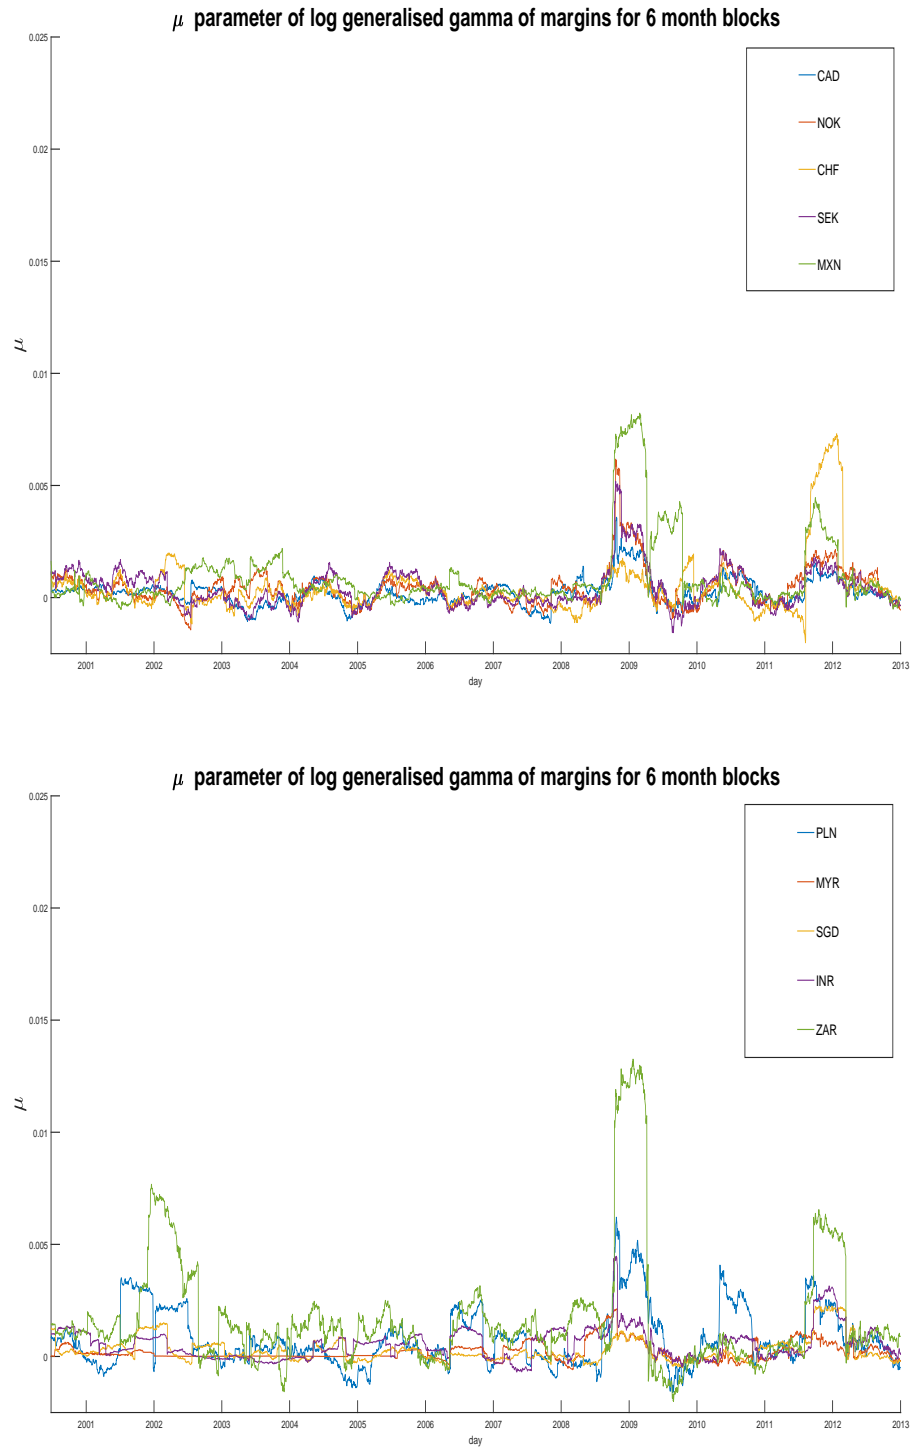 μ parameter of log generalised gamma of margins for 6 month blocks
0.025
CAD
NOK
CHF
SEK
MXN
0.02
0.015
μ
0.01
0.005
0
2001 2002 2003 2004 2005 2006 2007 2008 2009 2010 2011 2012 2013
day
μ parameter of log generalised gamma of margins for 6 month blocks
0.025
PLN
MYR
SGD
INR
ZAR
0.02
0.015
μ
0.01
0.005
0
2001 2002 2003 2004 2005 2006 2007 2008 2009 2010 2011 2012 2013
day